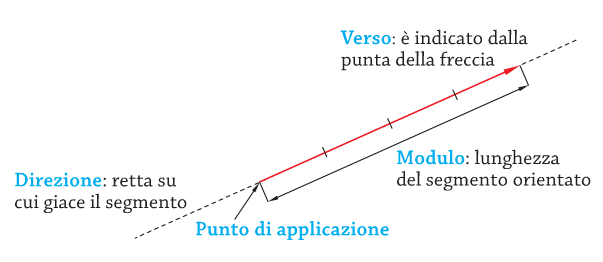 Verso: è indicato dalla
punta della freccia
Modulo: lunghezza
del segmento orientato
Direzione: retta su
cui giace il segmento
Punto di applicazione